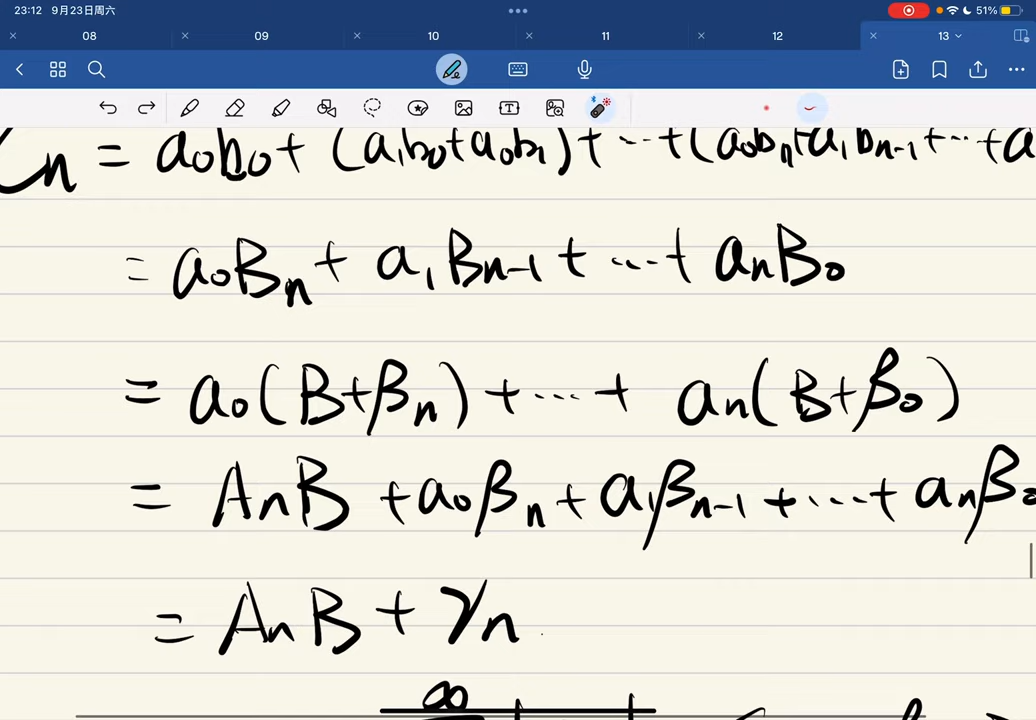 23:12 9月23日周六 51%
08 09 10 11 12 13
T
Cn = a₀b₀ + (a₁b₀+a₀b₁) + ... + (a₀bₙ+a₁bₙ₋₁+...+a
= a₀Bₙ + a₁Bₙ₋₁ + ... + aₙB₀
= a₀(B+βₙ) + ... + aₙ(B+β₀)
= AₙB + a₀βₙ + a₁βₙ₋₁ + ... + aₙβ₀
= AₙB + γₙ
∞